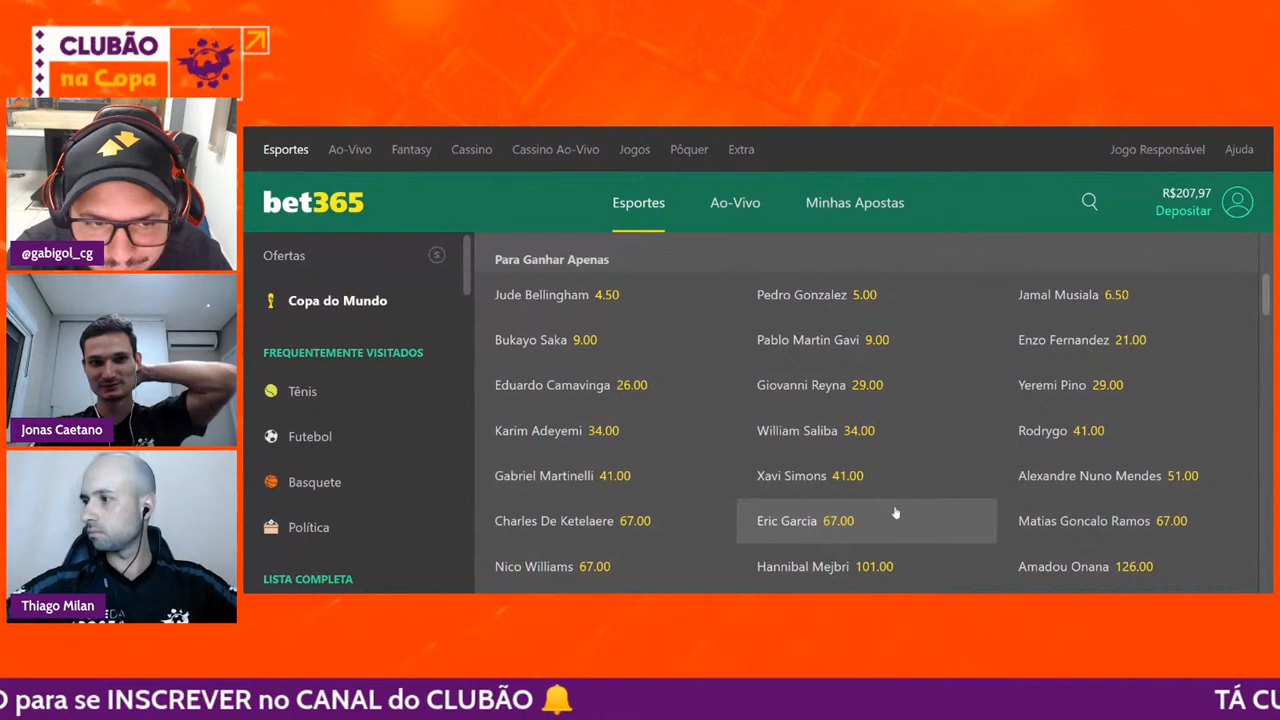 CLUBÃO
na Copa
@gabigol_cg
Jonas Caetano
Thiago Milan
Esportes Ao-Vivo Fantasy Cassino Cassino Ao-Vivo Jogos Pôquer Extra Jogo Responsável Ajuda
bet365 Esportes Ao-Vivo Minhas Apostas R$207,97
Depositar
Ofertas
Copa do Mundo
FREQUENTEMENTE VISITADOS
Tênis
Futebol
Basquete
Política
LISTA COMPLETA
Para Ganhar Apenas
Jude Bellingham 4.50 Pedro Gonzalez 5.00 Jamal Musiala 6.50
Bukayo Saka 9.00 Pablo Martin Gavi 9.00 Enzo Fernandez 21.00
Eduardo Camavinga 26.00 Giovanni Reyna 29.00 Yeremi Pino 29.00
Karim Adeyemi 34.00 William Saliba 34.00 Rodrygo 41.00
Gabriel Martinelli 41.00 Xavi Simons 41.00 Alexandre Nuno Mendes 51.00
Charles De Ketelaere 67.00 Eric Garcia 67.00 Matias Goncalo Ramos 67.00
Nico Williams 67.00 Hannibal Mejbri 101.00 Amadou Onana 126.00
O para se INSCREVER no CANAL do CLUBÃO TÁ CU